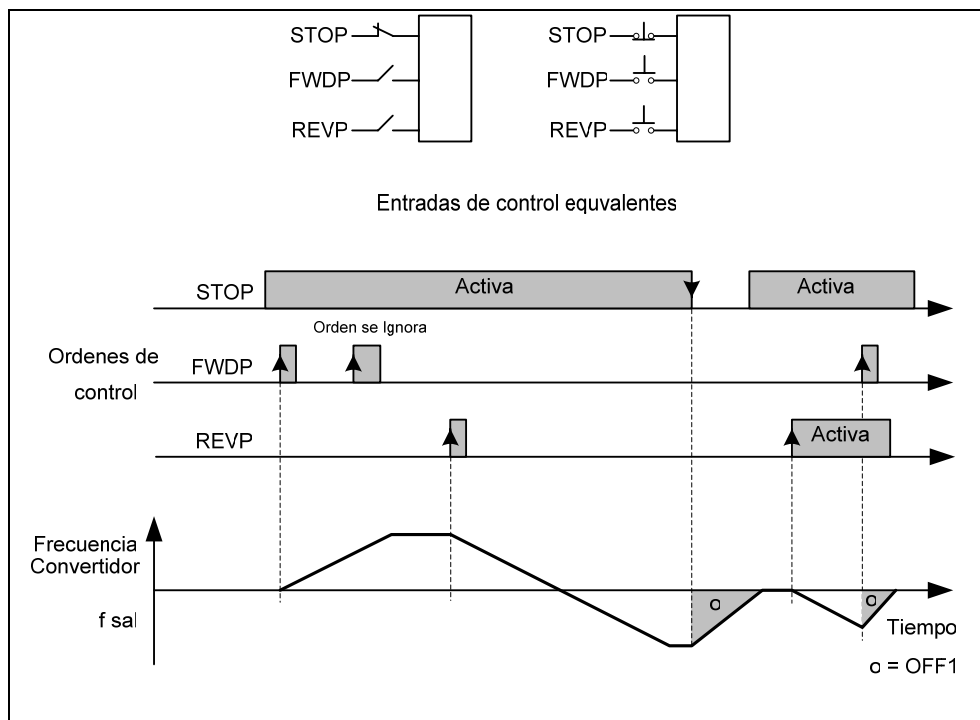 STOP
FWDP
REVP
STOP
FWDP
REVP
Entradas de control equvalentes
STOP
Activa
Activa
Orden se Ignora
Ordenes de
control
FWDP
REVP
Activa
Frecuencia
Convertidor
f sal
o
o
Tiempo
o = OFF1